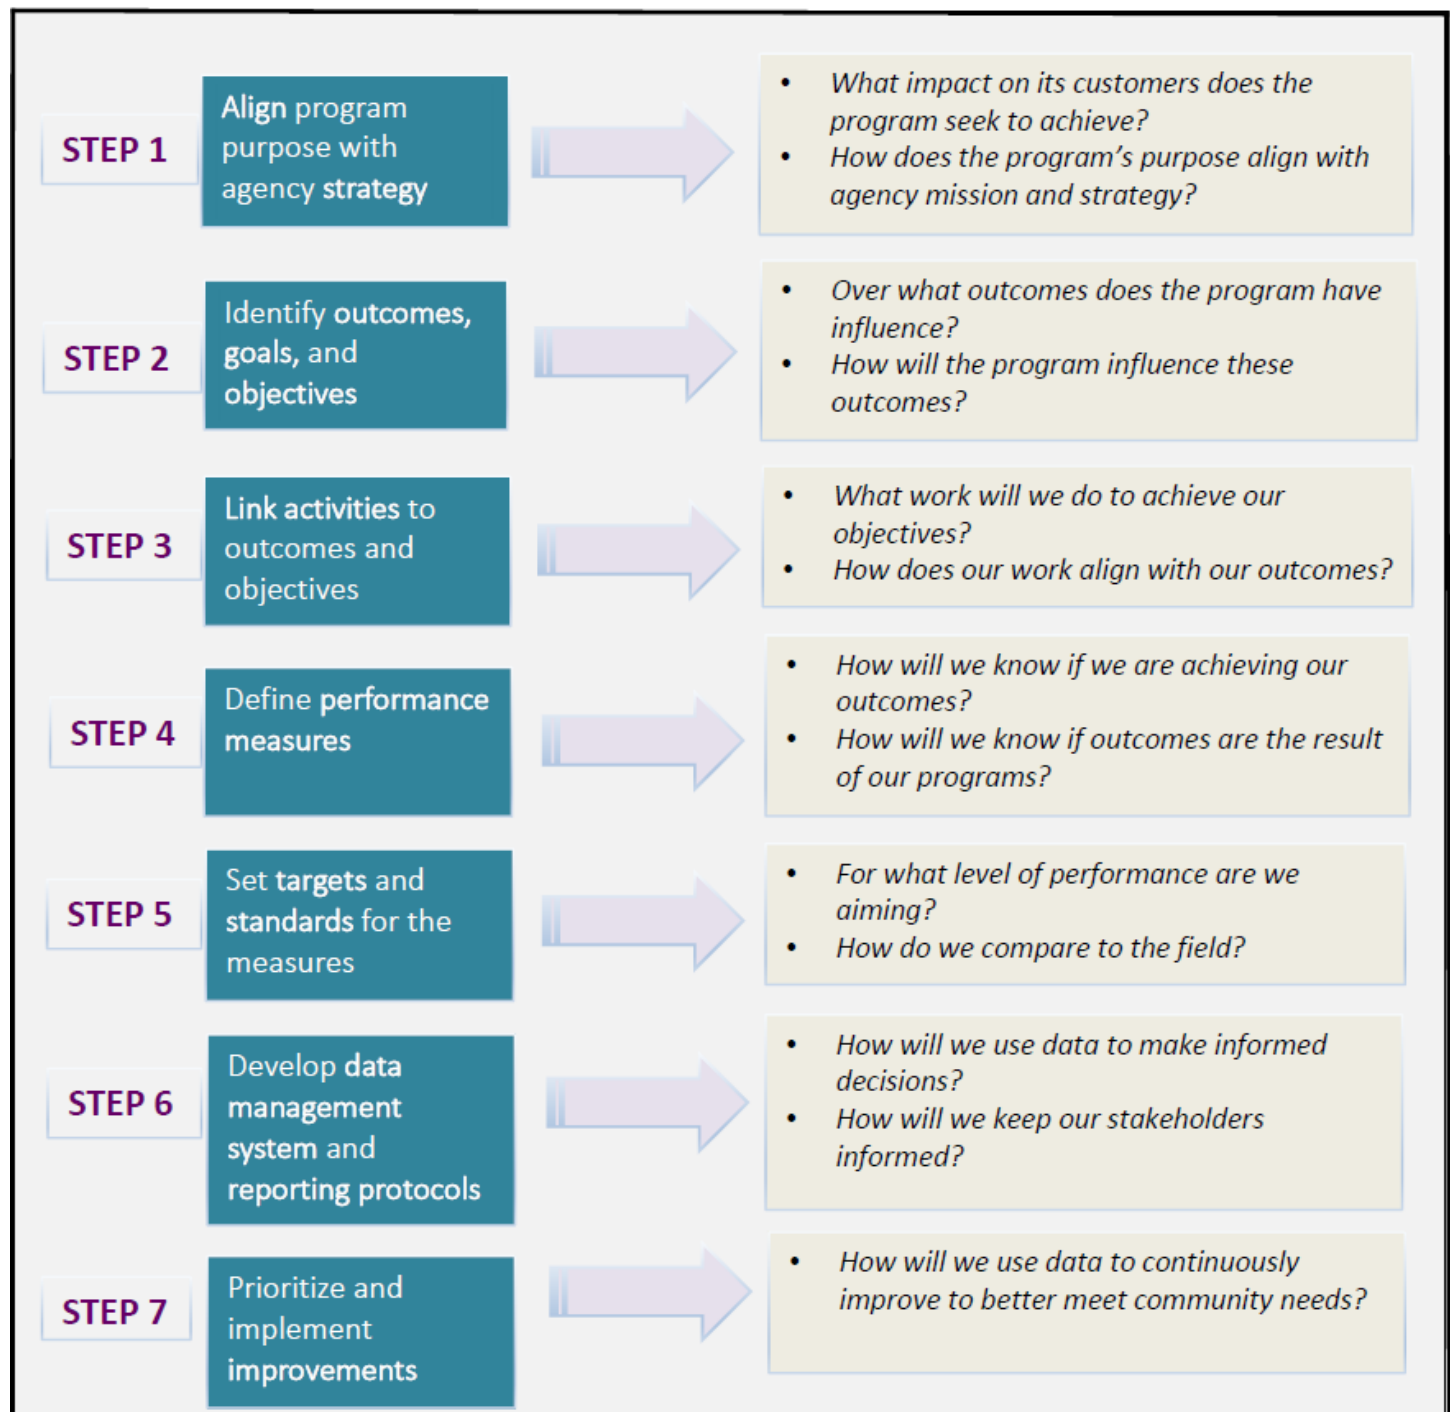 STEP 1
Align program
purpose with
agency strategy
• What impact on its customers does the
program seek to achieve?
• How does the program's purpose align with
agency mission and strategy?
STEP 2
Identify outcomes,
goals, and
objectives
• Over what outcomes does the program have
influence?
• How will the program influence these
outcomes?
STEP 3
Link activities to
outcomes and
objectives
• What work will we do to achieve our
objectives?
• How does our work align with our outcomes?
STEP 4
Define performance
measures
• How will we know if we are achieving our
outcomes?
• How will we know if outcomes are the result
of our programs?
STEP 5
Set targets and
standards for the
measures
• For what level of performance are we
aiming?
• How do we compare to the field?
STEP 6
Develop data
management
system and
reporting protocols
• How will we use data to make informed
decisions?
• How will we keep our stakeholders
informed?
STEP 7
Prioritize and
implement
improvements
• How will we use data to continuously
improve to better meet community needs?